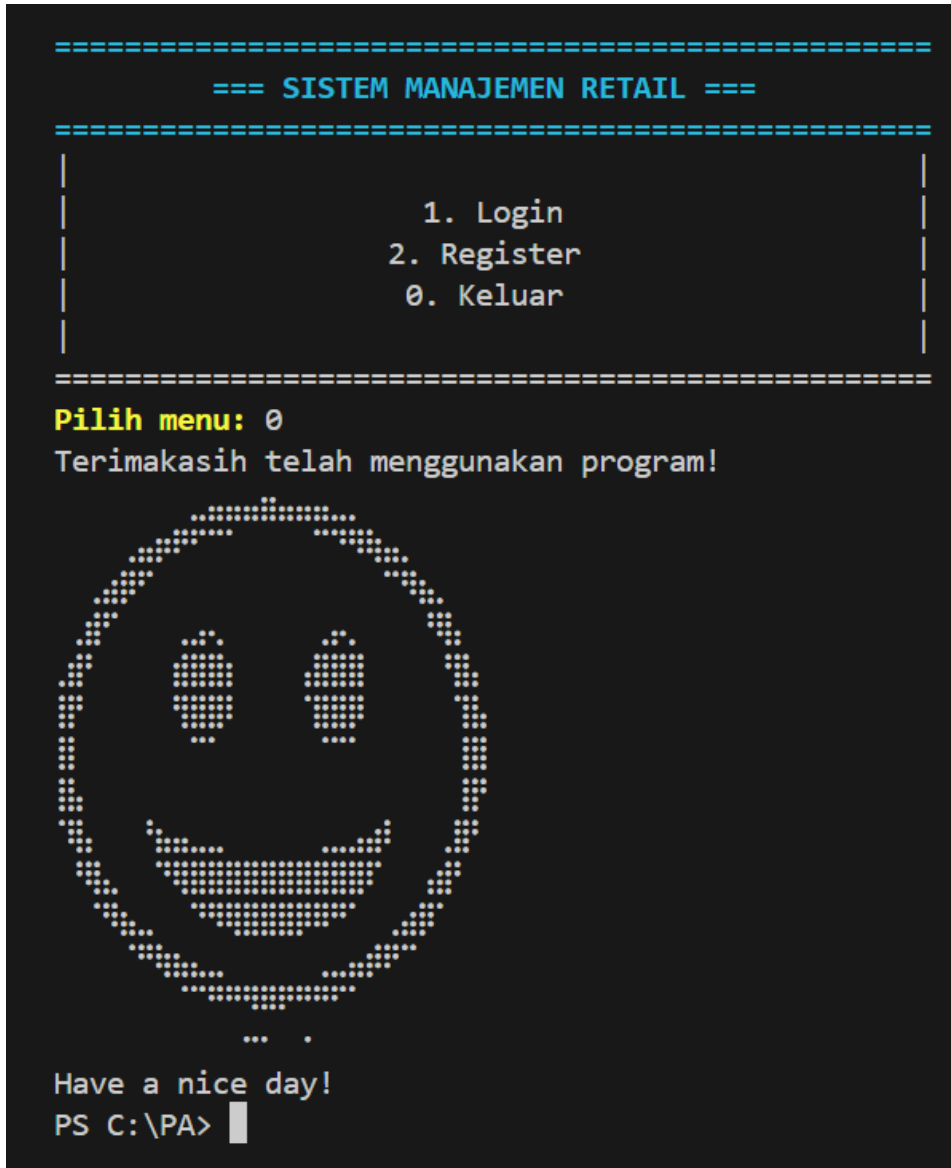 ==================================================
=== SISTEM MANAJEMEN RETAIL ===
==================================================
1. Login
2. Register
0. Keluar
==================================================
Pilih menu: 0
Terimakasih telah menggunakan program!
Have a nice day!
PS C:\PA>